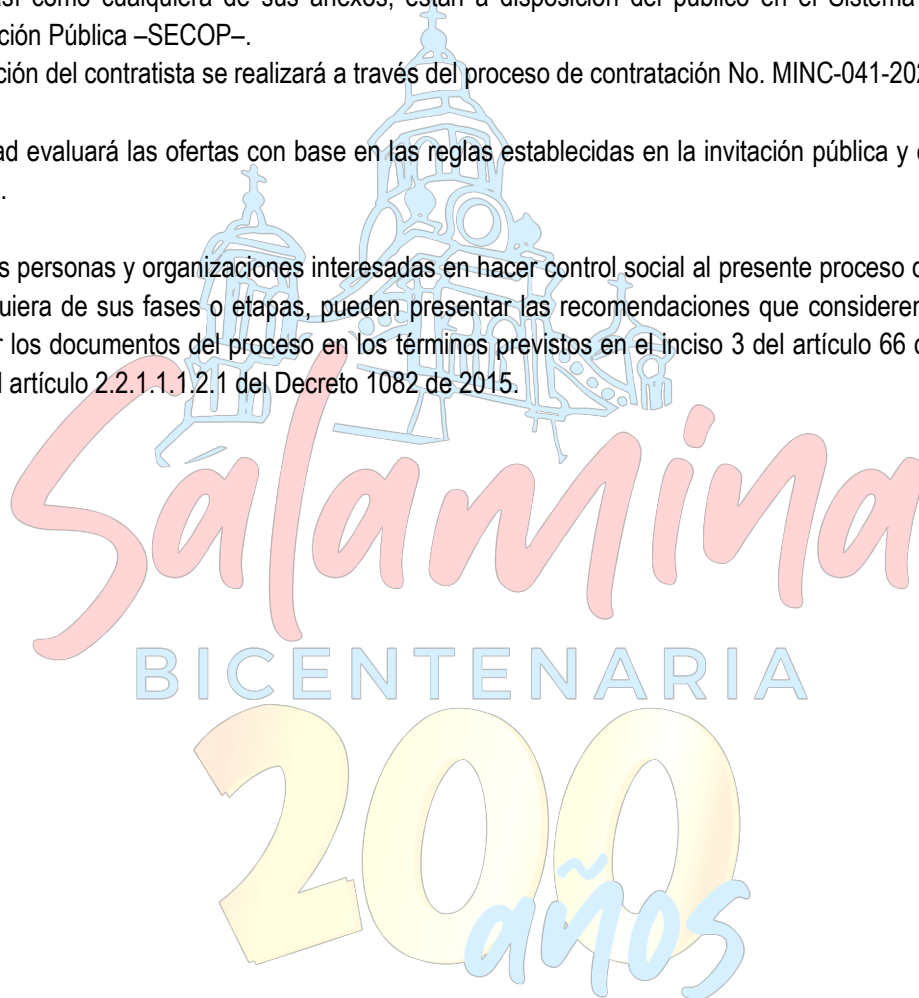 así como cualquiera de sus anexos, están a disposición del público en el Sistema
ción Pública –SECOP–.
ción del contratista se realizará a través del proceso de contratación No. MINC-041-202
ad evaluará las ofertas con base en las reglas establecidas en la invitación pública y
.
s personas y organizaciones interesadas en hacer control social al presente proceso
quiera de sus fases o etapas, pueden presentar las recomendaciones que consideren
r los documentos del proceso en los términos previstos en el inciso 3 del artículo 66
l artículo 2.2.1.1.1.2.1 del Decreto 1082 de 2015.
Salamina
BICENTENARIA
200
años